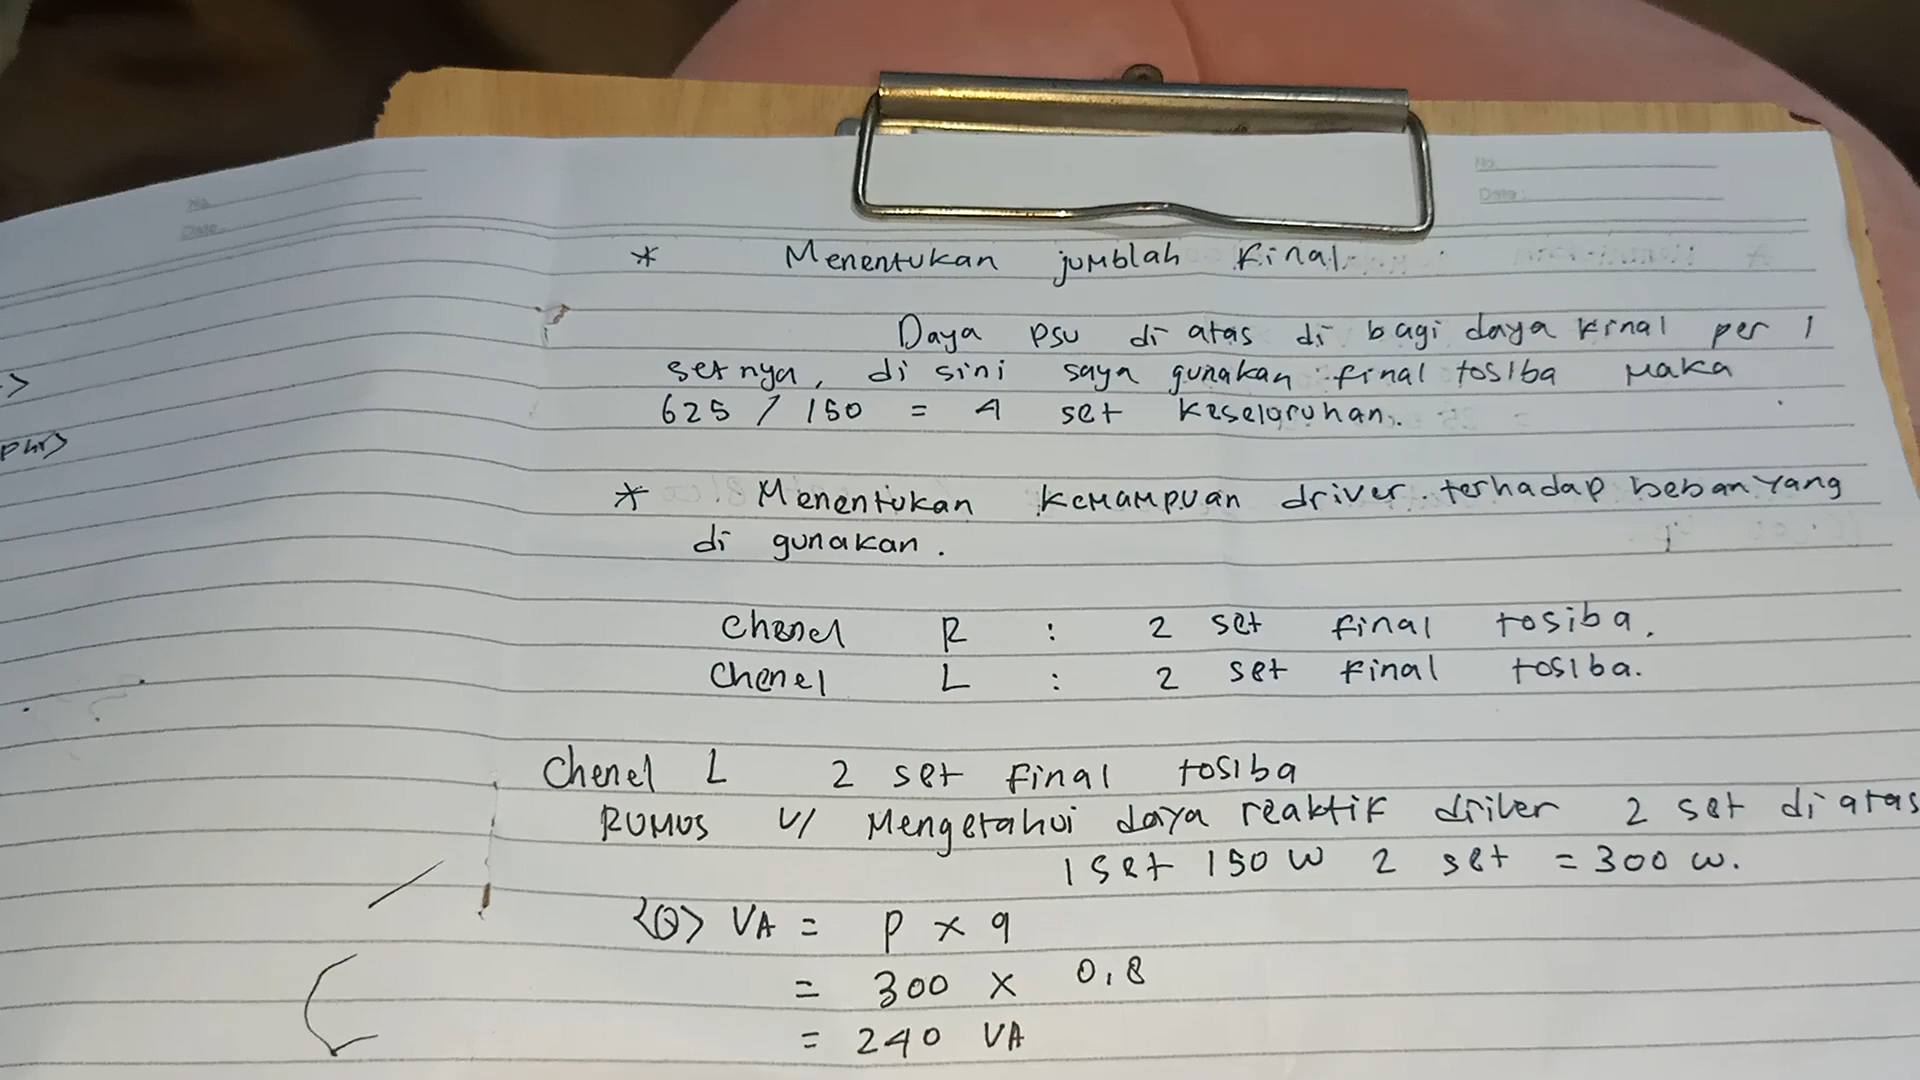 No.
Date:
No.
Date:
* Menentukan jumblah final.
Daya psu di atas di bagi daya final per 1
setnya, di sini saya gunakan final tosiba maka
625 / 150 = 4 set keselaruhan.
* Menentukan kemampuan driver terhadap beban yang
di gunakan.
Chenel R : 2 set final tosiba.
Chenel L : 2 set final tosiba.
Chenel L 2 set final tosiba
Rumus u/ mengetahui daya reaktif driver 2 set di atas
1 set 150 w 2 set = 300 w.
<Q> VA = P x q
= 300 x 0,8
= 240 VA